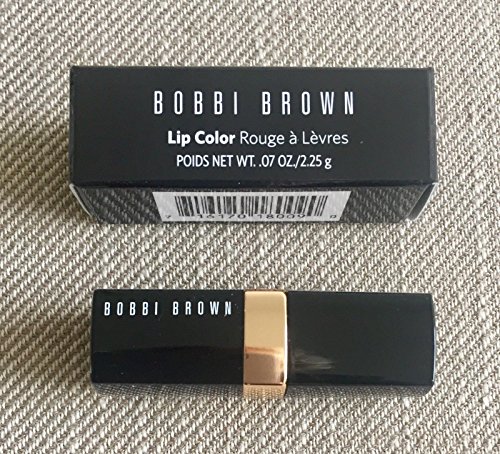 BOBBI BROWN
Lip Color Rouge à Lèvres
POIDS NET WT. .07 OZ./2.25 g
BOBBI BROWN